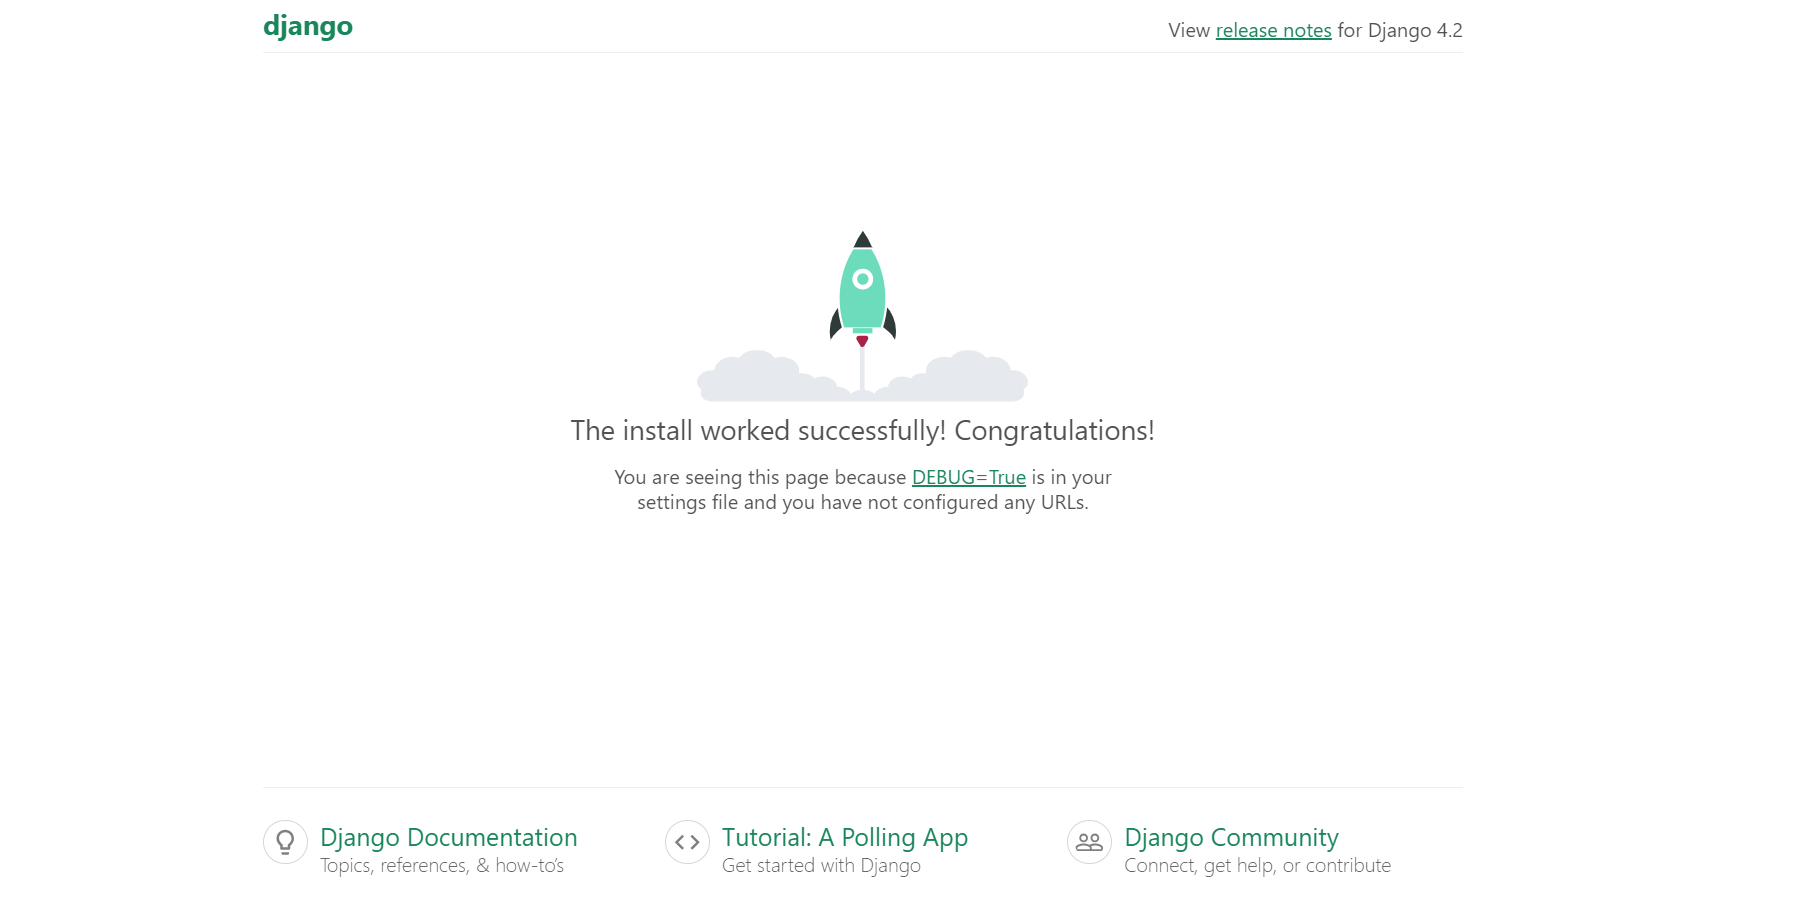 django
View release notes for Django 4.2
The install worked successfully! Congratulations!
You are seeing this page because DEBUG=True is in your
settings file and you have not configured any URLs.
Django Documentation
Topics, references, & how-to’s
Tutorial: A Polling App
Get started with Django
Django Community
Connect, get help, or contribute